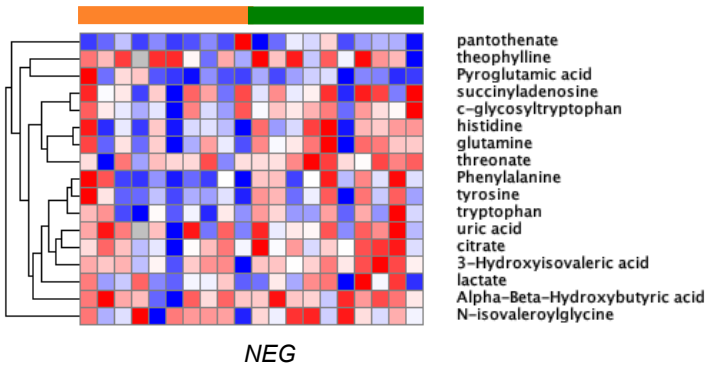 pantothenate
theophylline
Pyroglutamic acid
succinyladenosine
c-glycosyltryptophan
histidine
glutamine
threonate
Phenylalanine
tyrosine
tryptophan
uric acid
citrate
3-Hydroxyisovaleric acid
lactate
Alpha-Beta-Hydroxybutyric acid
N-isovaleroylglycine
NEG